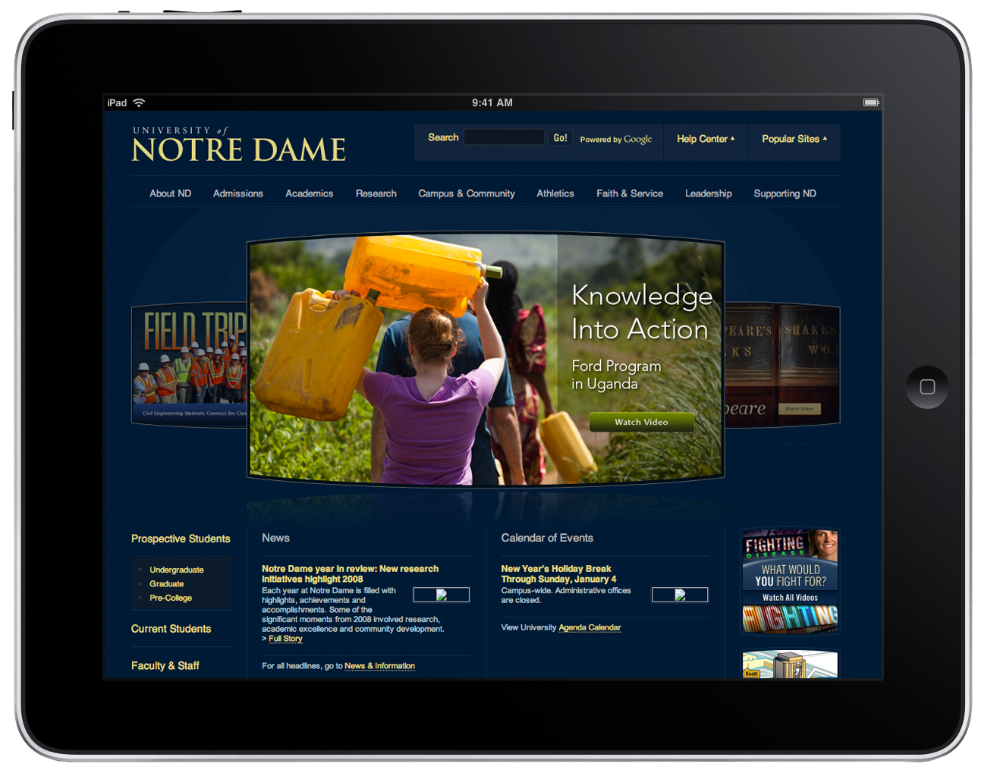 iPad
9:41 AM
UNIVERSITY of
NOTRE DAME
Search
Go!
Powered by Google
Help Center
Popular Sites
About ND
Admissions
Academics
Research
Campus & Community
Athletics
Faith & Service
Leadership
Supporting ND
FIELD TRIP
Civil Engineering Students Connect the
Knowledge
Into Action
Ford Program
in Uganda
Watch Video
PEARE'S
KS
SHAKES
WO
peare
Watch Video
Prospective Students
Undergraduate
Graduate
Pre-College
Current Students
Faculty & Staff
News
Notre Dame year in review: New research
initiatives highlight 2008
Each year at Notre Dame is filled with
highlights, achievements and
accomplishments. Some of the
significant moments from 2008 involved research,
academic excellence and community development.
> Full Story
For all headlines, go to News & Information
Calendar of Events
New Year's Holiday Break
Through Sunday, January 4
Campus-wide. Administrative offices
are closed.
View University Agenda Calendar
FIGHTING
DISEASE
WHAT WOULD
YOU FIGHT FOR?
Watch All Videos
FIGHTING
Knott